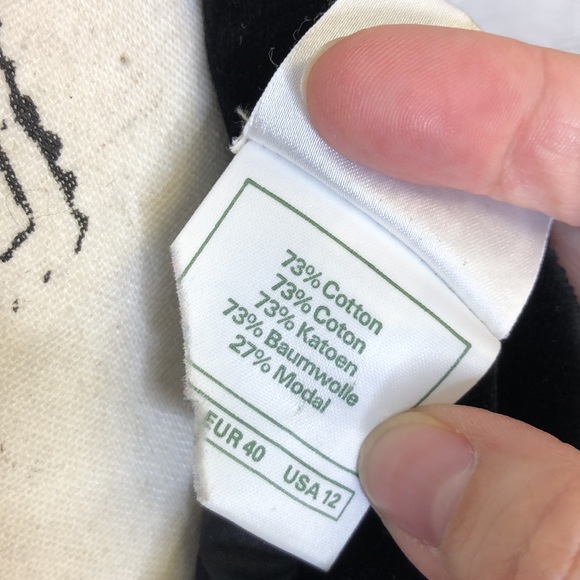 73% Cotton
73% Coton
73% Katoen
73% Baumwolle
27% Modal
EUR 40 USA 12